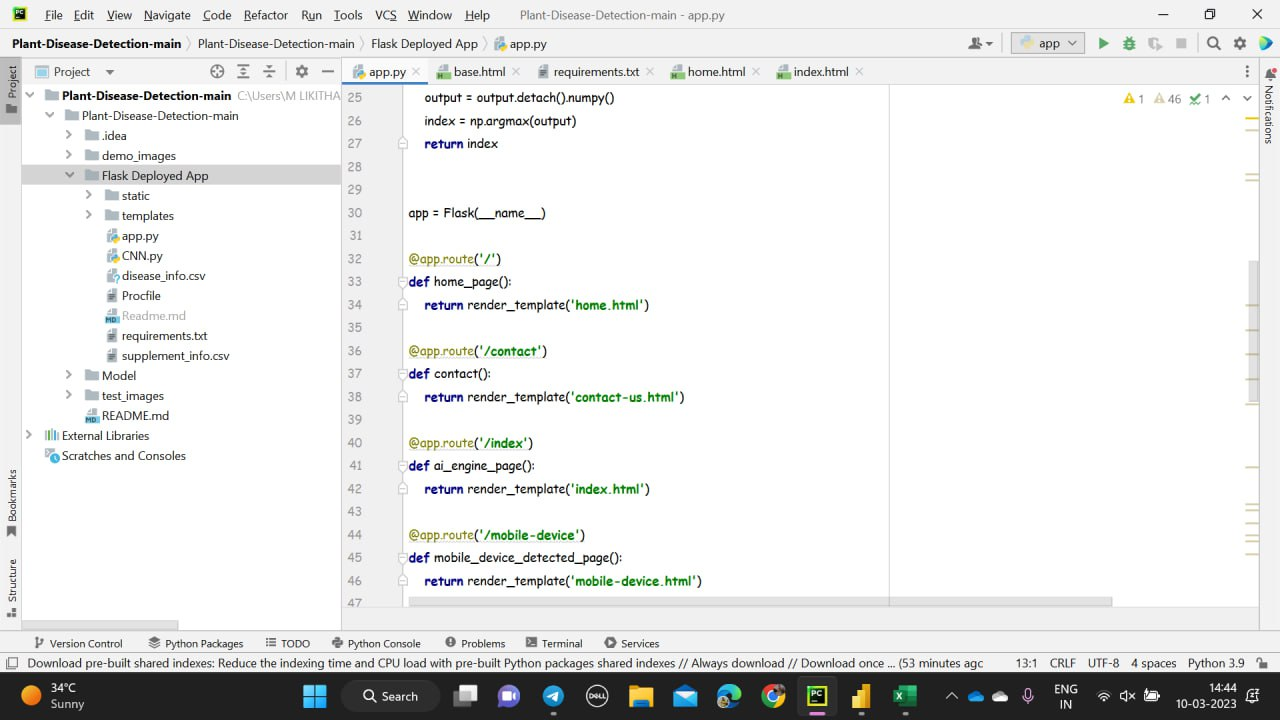 File Edit View Navigate Code Refactor Run Tools VCS Window Help Plant-Disease-Detection-main - app.py
Plant-Disease-Detection-main Plant-Disease-Detection-main Flask Deployed App app.py app
Project app.py base.html requirements.txt home.html index.html
Project
Notifications
Bookmarks
Structure
Plant-Disease-Detection-main C:\Users\M LIKITHA
Plant-Disease-Detection-main
.idea
demo_images
Flask Deployed App
static
templates
app.py
CNN.py
disease_info.csv
Procfile
Readme.md
requirements.txt
supplement_info.csv
Model
test_images
README.md
External Libraries
Scratches and Consoles
1 46 1
25 output = output.detach().numpy()
26 index = np.argmax(output)
27 return index
28
29
30 app = Flask(__name__)
31
32 @app.route('/')
33 def home_page():
34 return render_template('home.html')
35
36 @app.route('/contact')
37 def contact():
38 return render_template('contact-us.html')
39
40 @app.route('/index')
41 def ai_engine_page():
42 return render_template('index.html')
43
44 @app.route('/mobile-device')
45 def mobile_device_detected_page():
46 return render_template('mobile-device.html')
47
Version Control Python Packages TODO Python Console Problems Terminal Services
Download pre-built shared indexes: Reduce the indexing time and CPU load with pre-built Python packages shared indexes // Always download // Download once ... (53 minutes agc 13:1 CRLF UTF-8 4 spaces Python 3.9
34°C
Sunny
Search
DELL
PC
ENG
IN
14:44
10-03-2023